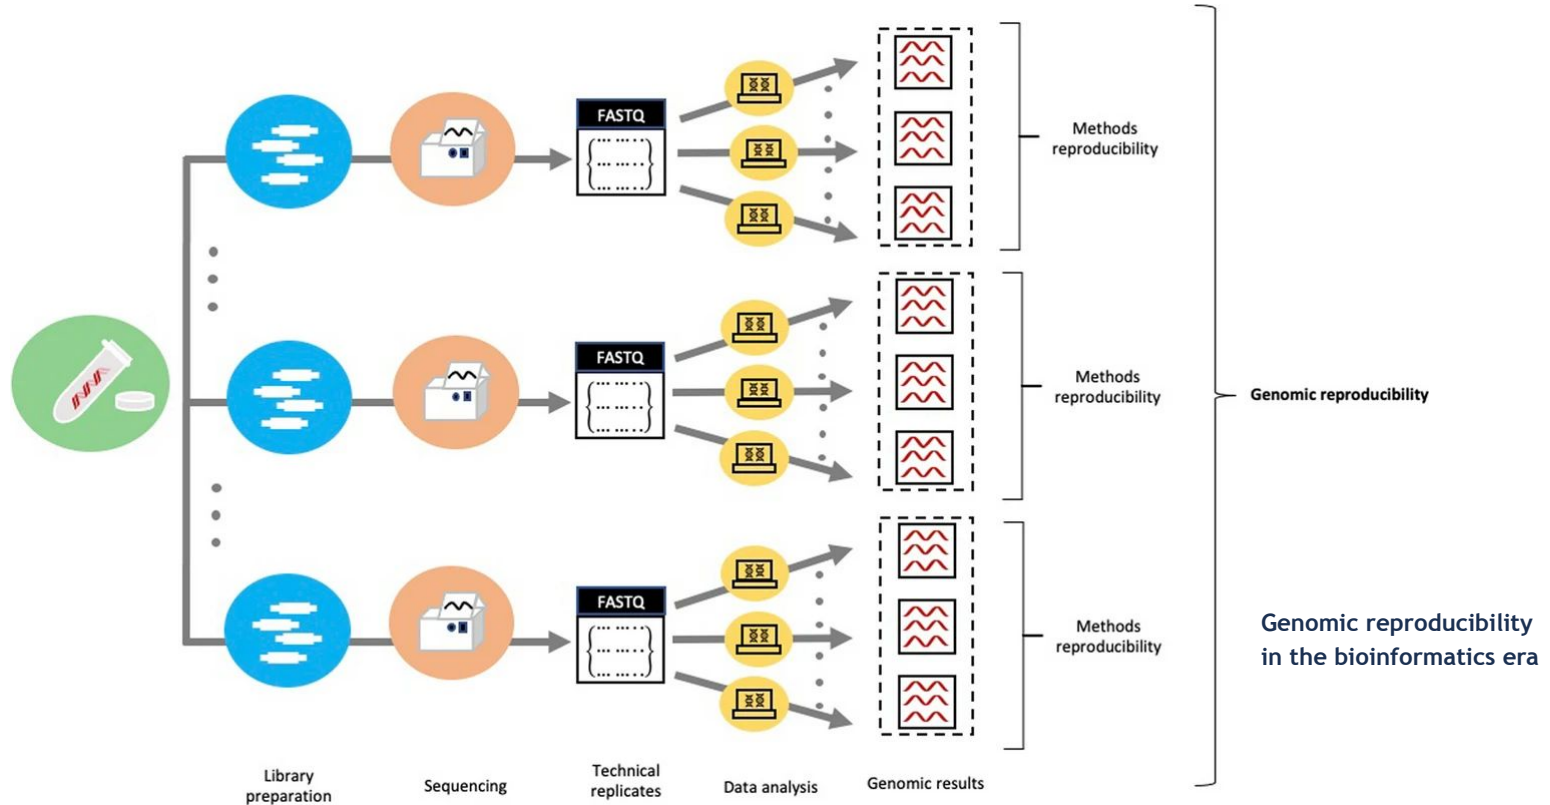 FASTQ
Methods
reproducibility
FASTQ
Methods
reproducibility
Genomic reproducibility
FASTQ
Methods
reproducibility
Genomic reproducibility
in the bioinformatics era
Library
preparation
Sequencing
Technical
replicates
Data analysis
Genomic results